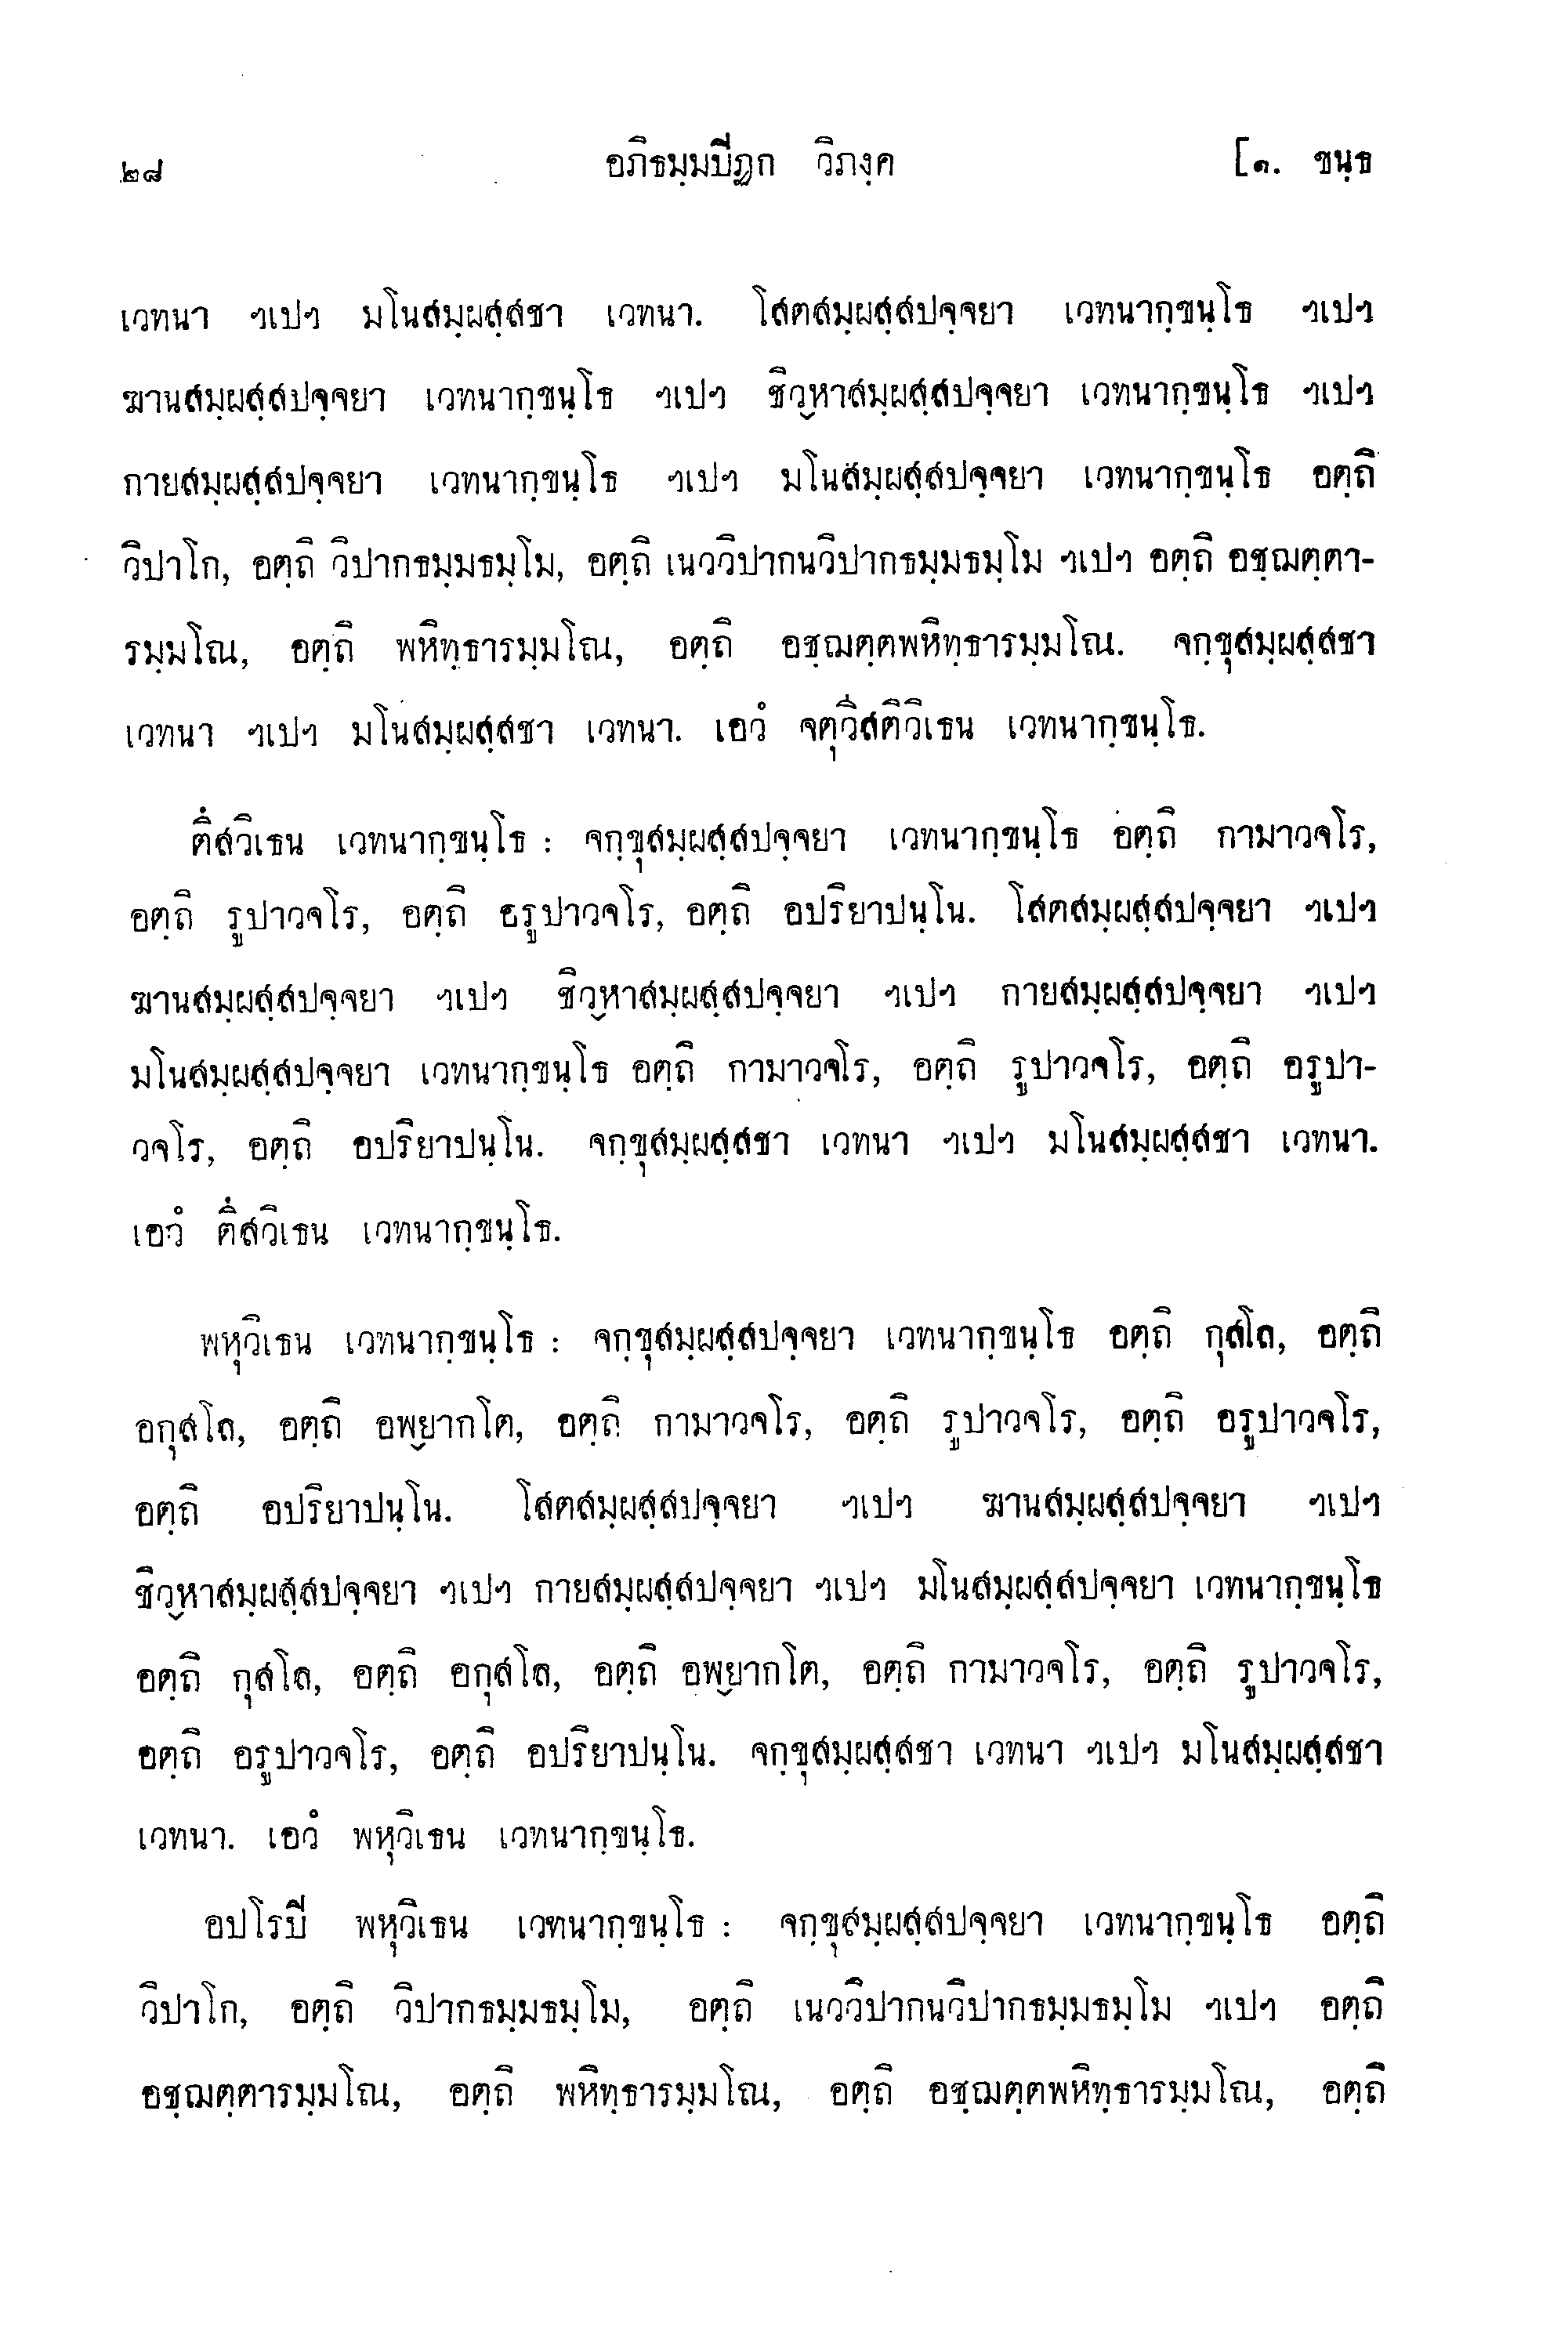 ๒๘ อภิธมฺมปิฏก วิภงฺค [๑. ขนฺธ
เวทนา ฯเปฯ มโนสมฺผสฺสชา เวทนา. โสตสมฺผสฺสปจฺจยา เวทนากฺขนฺโธ ฯเปฯ
ฆานสมฺผสฺสปจฺจยา เวทนากฺขนฺโธ ฯเปฯ ชิวฺหาสมฺผสฺสปจฺจยา เวทนากฺขนฺโธ ฯเปฯ
กายสมฺผสฺสปจฺจยา เวทนากฺขนฺโธ ฯเปฯ มโนสมฺผสฺสปจฺจยา เวทนากฺขนฺโธ อตฺถิ
วิปาโก, อตฺถิ วิปากธมฺมธมฺโม, อตฺถิ เนววิปากนวิปากธมฺมธมฺโม ฯเปฯ อตฺถิ อชฺฌตฺตา-
รมฺมโณ, อตฺถิ พหิทฺธารมฺมโณ, อตฺถิ อชฺฌตฺตพหิทฺธารมฺมโณ. จกฺขุสมฺผสฺสชา
เวทนา ฯเปฯ มโนสมฺผสฺสชา เวทนา. เอวํ จตุวีสติวิเธน เวทนากฺขนฺโธ.
ตึสวิเธน เวทนากฺขนฺโธ : จกฺขุสมฺผสฺสปจฺจยา เวทนากฺขนฺโธ อตฺถิ กามาวจโร,
อตฺถิ รูปาวจโร, อตฺถิ อรูปาวจโร, อตฺถิ อปริยาปนฺโน. โสตสมฺผสฺสปจฺจยา ฯเปฯ
ฆานสมฺผสฺสปจฺจยา ฯเปฯ ชิวฺหาสมฺผสฺสปจฺจยา ฯเปฯ กายสมฺผสฺสปจฺจยา ฯเปฯ
มโนสมฺผสฺสปจฺจยา เวทนากฺขนฺโธ อตฺถิ กามาวจโร, อตฺถิ รูปาวจโร, อตฺถิ อรูปา-
วจโร, อตฺถิ อปริยาปนฺโน. จกฺขุสมฺผสฺสชา เวทนา ฯเปฯ มโนสมฺผสฺสชา เวทนา.
เอวํ ตึสวิเธน เวทนากฺขนฺโธ.
พหุวิเธน เวทนากฺขนฺโธ : จกฺขุสมฺผสฺสปจฺจยา เวทนากฺขนฺโธ อตฺถิ กุสโล, อตฺถิ
อกุสโล, อตฺถิ อพฺยากโต, อตฺถิ กามาวจโร, อตฺถิ รูปาวจโร, อตฺถิ อรูปาวจโร,
อตฺถิ อปริยาปนฺโน. โสตสมฺผสฺสปจฺจยา ฯเปฯ ฆานสมฺผสฺสปจฺจยา ฯเปฯ
ชิวฺหาสมฺผสฺสปจฺจยา ฯเปฯ กายสมฺผสฺสปจฺจยา ฯเปฯ มโนสมฺผสฺสปจฺจยา เวทนากฺขนฺโธ
อตฺถิ กุสโล, อตฺถิ อกุสโล, อตฺถิ อพฺยากโต, อตฺถิ กามาวจโร, อตฺถิ รูปาวจโร,
อตฺถิ อรูปาวจโร, อตฺถิ อปริยาปนฺโน. จกฺขุสมฺผสฺสชา เวทนา ฯเปฯ มโนสมฺผสฺสชา
เวทนา. เอวํ พหุวิเธน เวทนากฺขนฺโธ.
อปโรปิ พหุวิเธน เวทนากฺขนฺโธ : จกฺขุสมฺผสฺสปจฺจยา เวทนากฺขนฺโธ อตฺถิ
วิปาโก, อตฺถิ วิปากธมฺมธมฺโม, อตฺถิ เนววิปากนวิปากธมฺมธมฺโม ฯเปฯ อตฺถิ
อชฺฌตฺตารมฺมโณ, อตฺถิ พหิทฺธารมฺมโณ, อตฺถิ อชฺฌตฺตพหิทฺธารมฺมโณ, อตฺถิ